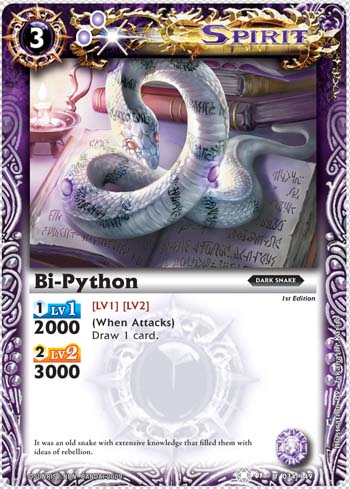 3
SPIRIT
Bi-Python
DARK SNAKE
1st Edition
1 LV1
2000
[LV1] [LV2]
(When Attacks)
Draw 1 card.
2 LV2
3000
It was an old snake with extensive knowledge that filled them with
ideas of rebellion.